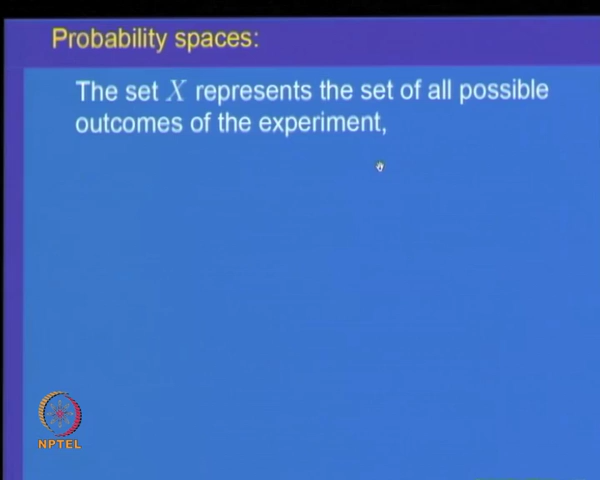 Probability spaces:
The set X represents the set of all possible
outcomes of the experiment,
NPTEL